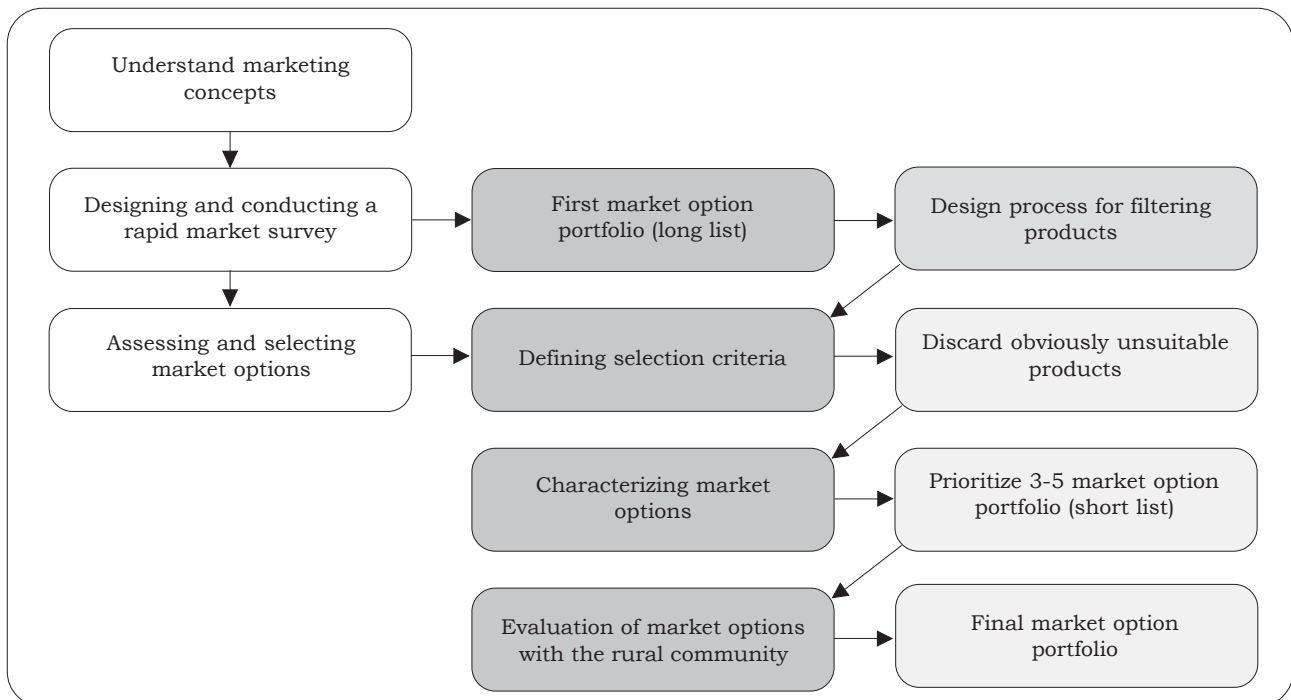 Understand marketing
concepts
Designing and conducting a
rapid market survey
First market option
portfolio (long list)
Design process for filtering
products
Assessing and selecting
market options
Defining selection criteria
Discard obviously unsuitable
products
Characterizing market
options
Prioritize 3-5 market option
portfolio (short list)
Evaluation of market options
with the rural community
Final market option
portfolio